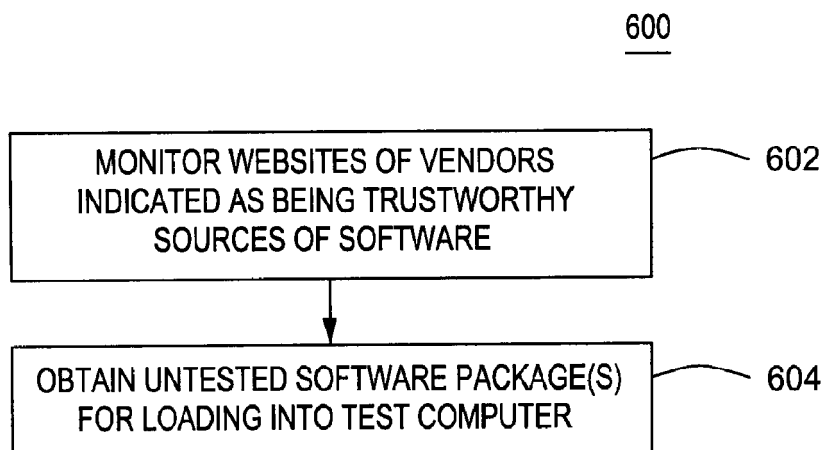 600
MONITOR WEBSITES OF VENDORS
INDICATED AS BEING TRUSTWORTHY
SOURCES OF SOFTWARE
602
OBTAIN UNTESTED SOFTWARE PACKAGE(S)
FOR LOADING INTO TEST COMPUTER
604